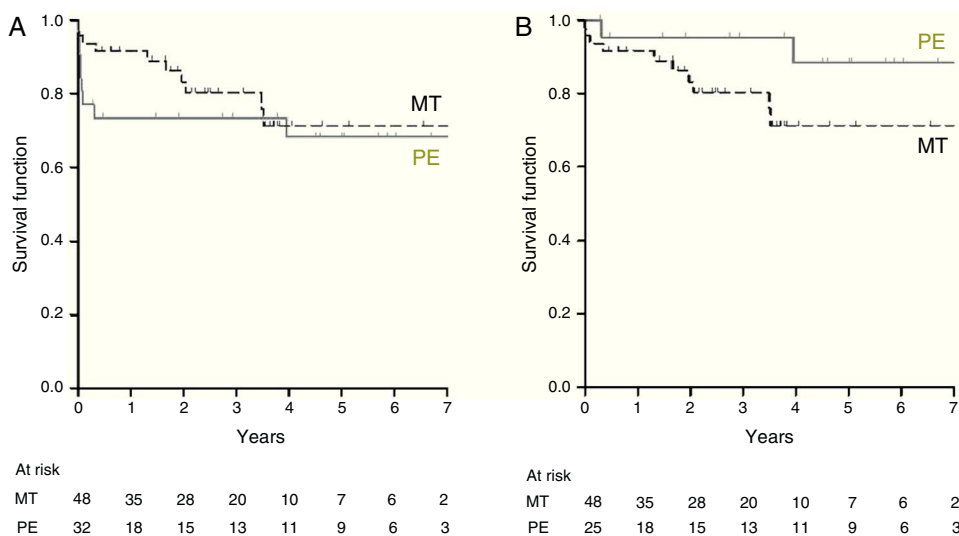 A
Survival function
1.0
0.8
0.6
0.4
0.2
0.0
MT
PE
0 1 2 3 4 5 6 7
Years
At risk
MT 48 35 28 20 10 7 6 2
PE 32 18 15 13 11 9 6 3
B
Survival function
1.0
0.8
0.6
0.4
0.2
0.0
PE
MT
0 1 2 3 4 5 6 7
Years
At risk
MT 48 35 28 20 10 7 6 2
PE 25 18 15 13 11 9 6 3